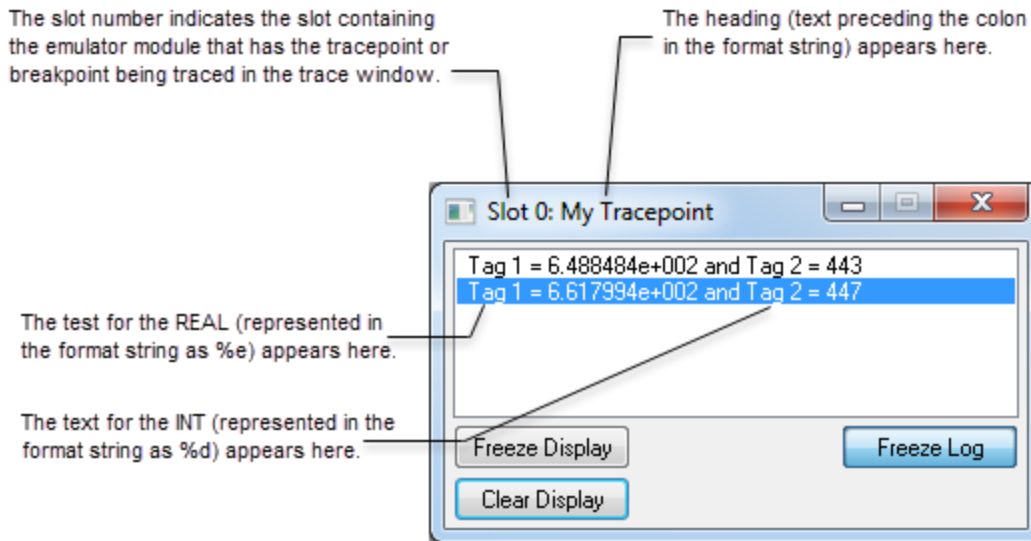 The slot number indicates the slot containing
the emulator module that has the tracepoint or
breakpoint being traced in the trace window.
The heading (text preceding the colon
in the format string) appears here.
Slot 0: My Tracepoint
Tag 1 = 6.488484e+002 and Tag 2 = 443
Tag 1 = 6.617994e+002 and Tag 2 = 447
The test for the REAL (represented in
the format string as %e) appears here.
The text for the INT (represented in the
format string as %d) appears here.
Freeze Display
Freeze Log
Clear Display